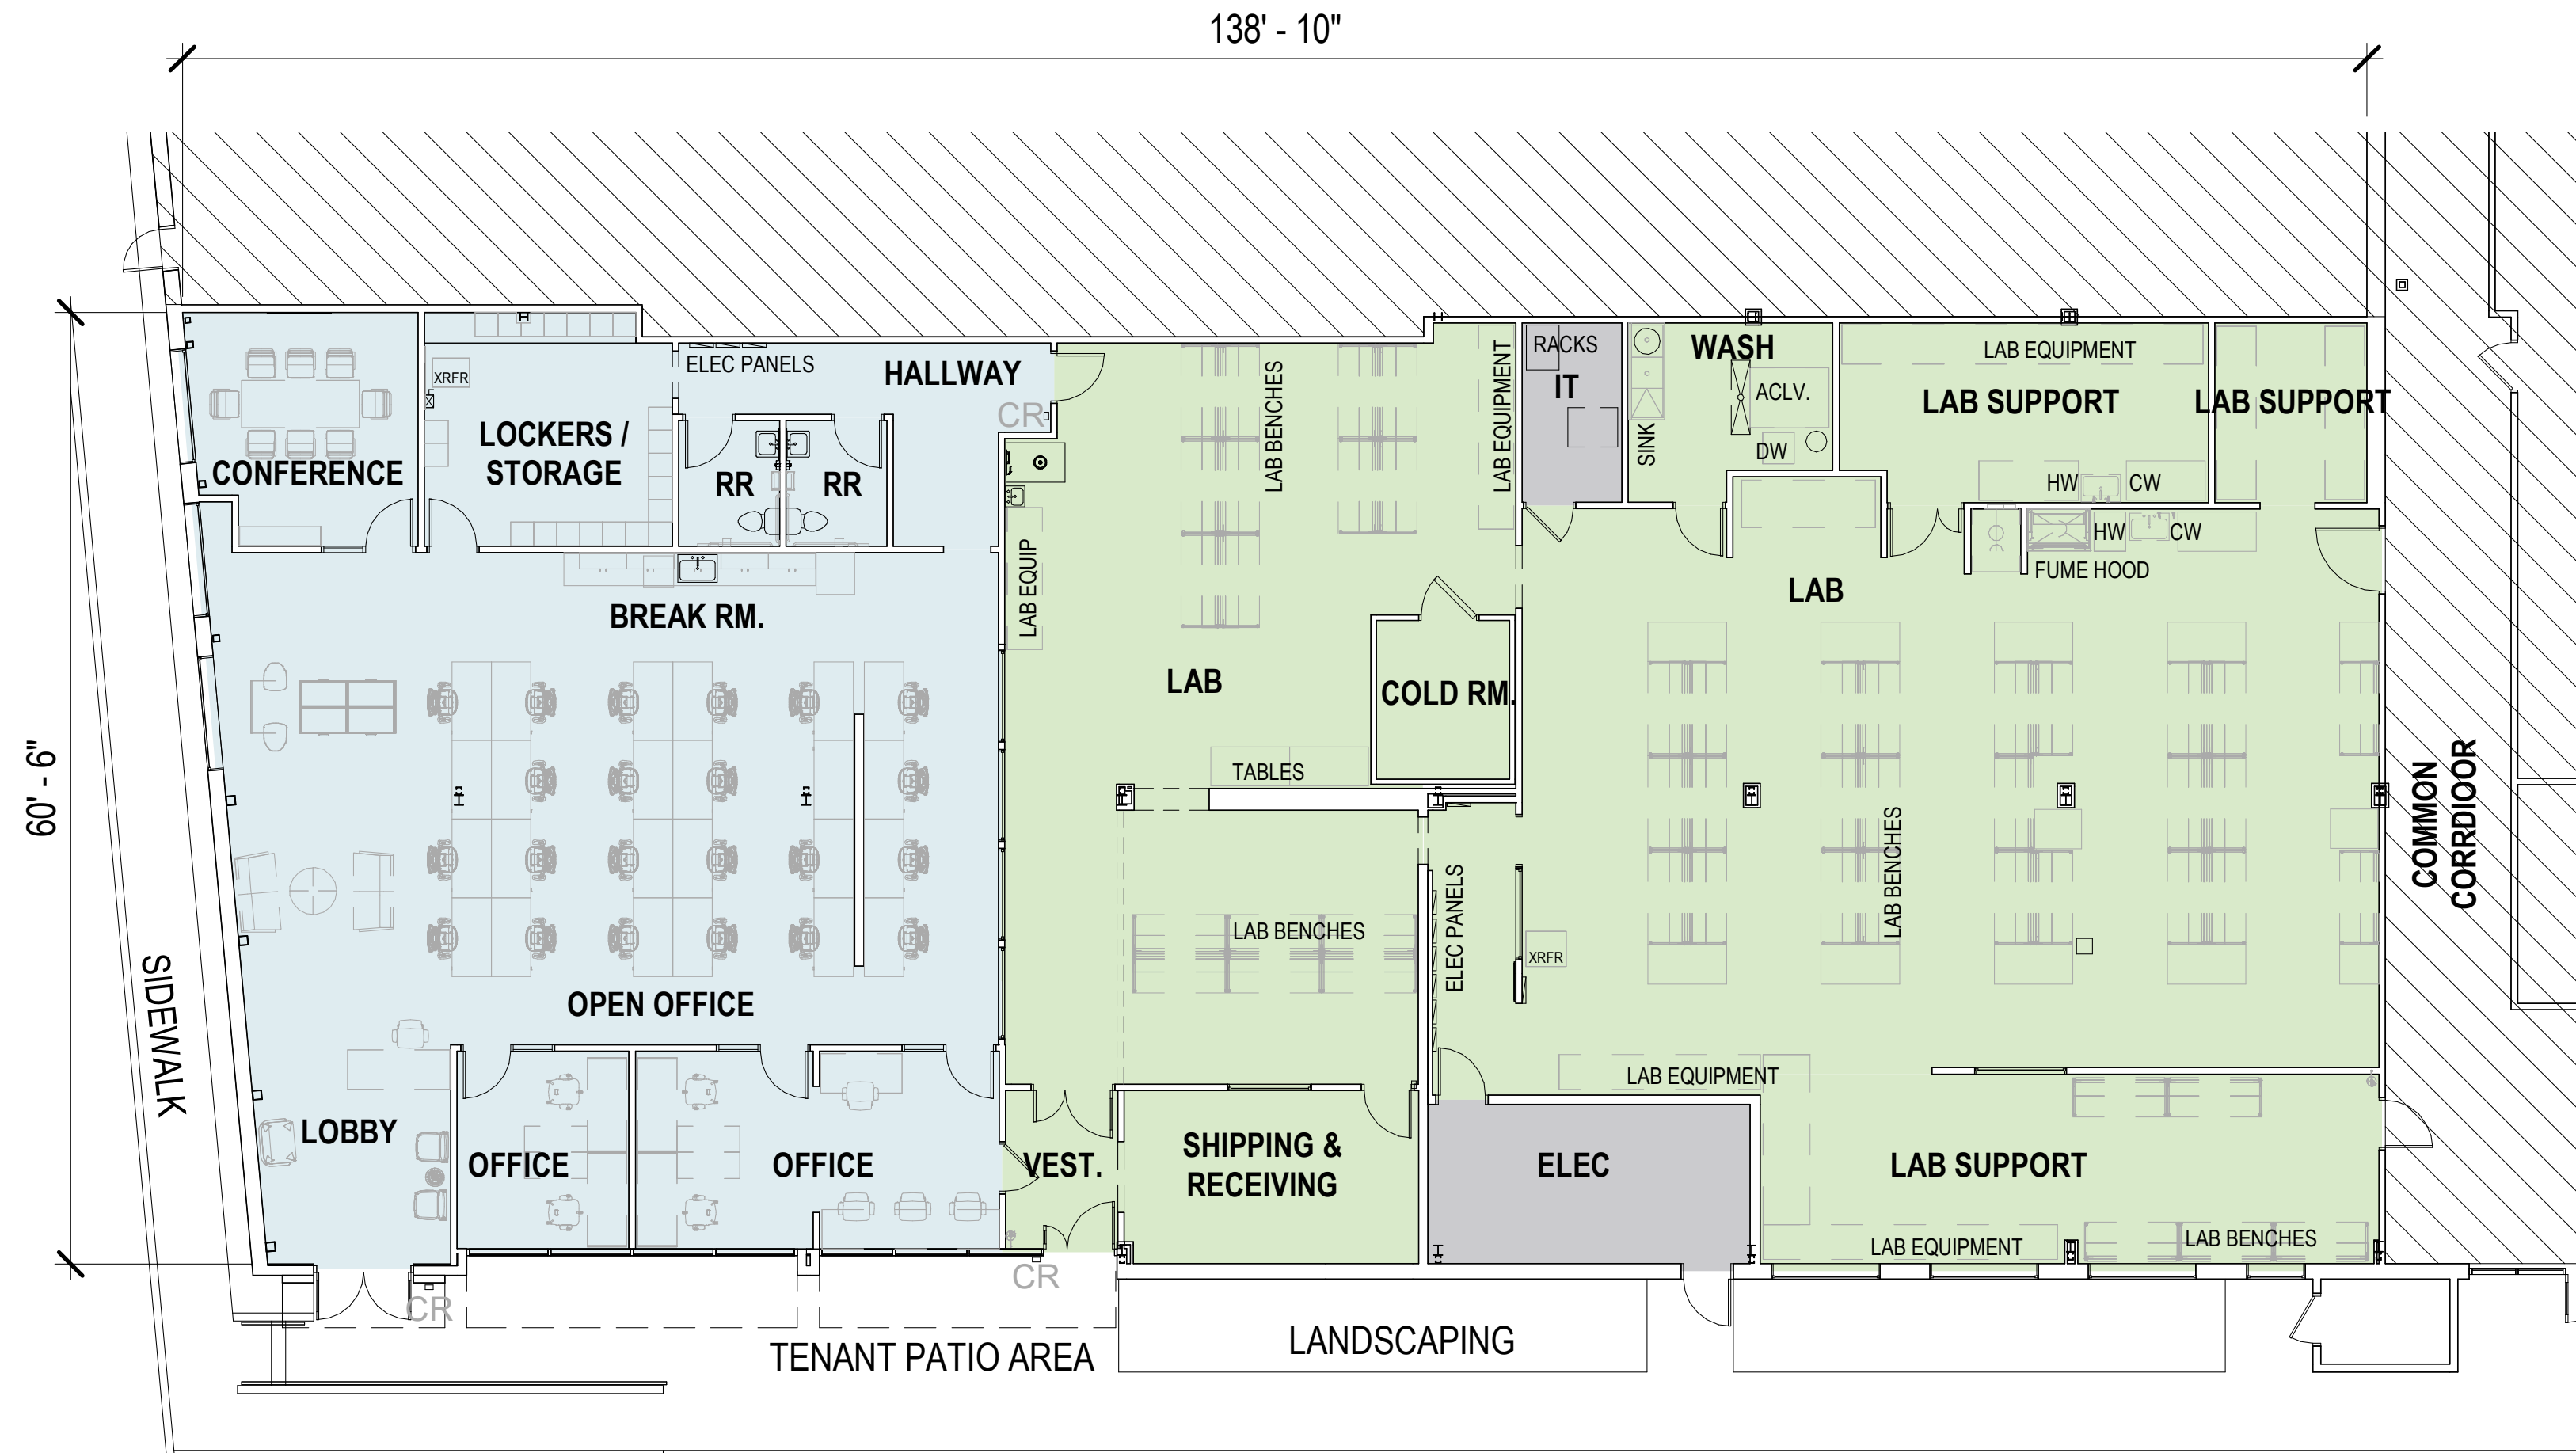 138' - 10"
60' - 6"
RACKS
IT
WASH
LAB EQUIPMENT
ELEC PANELS
HALLWAY
XRFR
CR
LAB BENCHES
LAB EQUIPMENT
SINK
ACLV.
DW
LAB SUPPORT
LAB SUPPORT
LOCKERS /
STORAGE
CONFERENCE
RR
RR
HW
CW
HW
CW
FUME HOOD
LAB EQUIP
LAB
BREAK RM.
LAB
COLD RM.
TABLES
COMMON
CORRDIOOR
LAB BENCHES
LAB BENCHES
ELEC PANELS
XRFR
SIDEWALK
OPEN OFFICE
LAB EQUIPMENT
LOBBY
OFFICE
OFFICE
VEST.
SHIPPING &
RECEIVING
ELEC
LAB SUPPORT
LAB EQUIPMENT
LAB BENCHES
CR
CR
TENANT PATIO AREA
LANDSCAPING